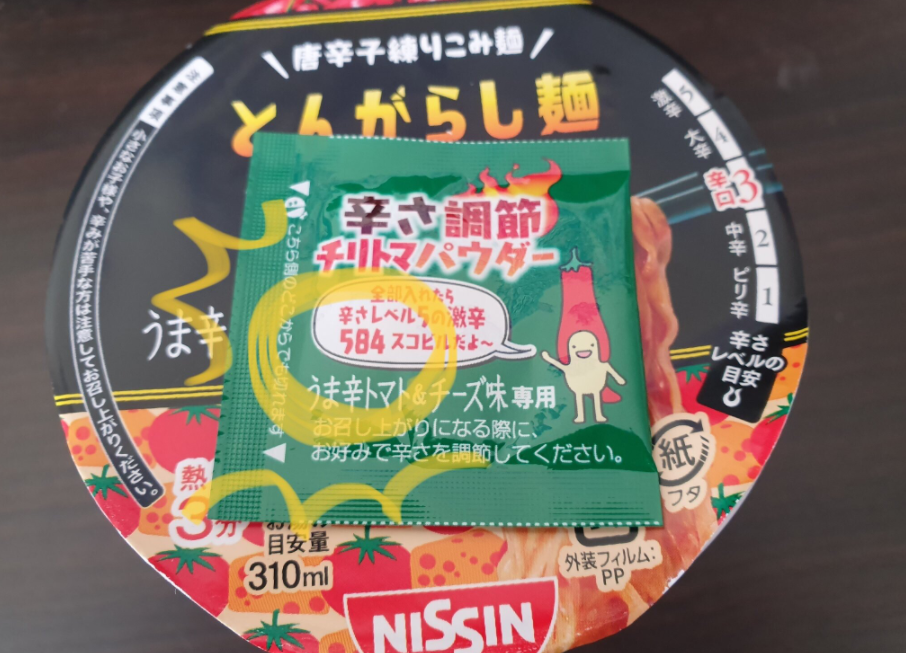 唐辛子練りこみ麺
とんがらし麺
小さなお子様や、辛みが苦手な方は注意して、お召し上がりください。
激辛 5
大辛 4
辛口 3
中辛 2
ピリ辛 1
辛さ
レベルの
目安
こちら側のどこからでも切れます
辛さ調節
チリトマパウダー
全部入れたら
辛さレベル5の激辛
584 スコビルだよ〜
うま辛トマト&チーズ味専用
お召し上がりになる際に、
お好みで辛さを調節してください。
うま辛
熱
3分
目安量
310ml
紙
フタ
外装フィルム:
PP
NISSIN